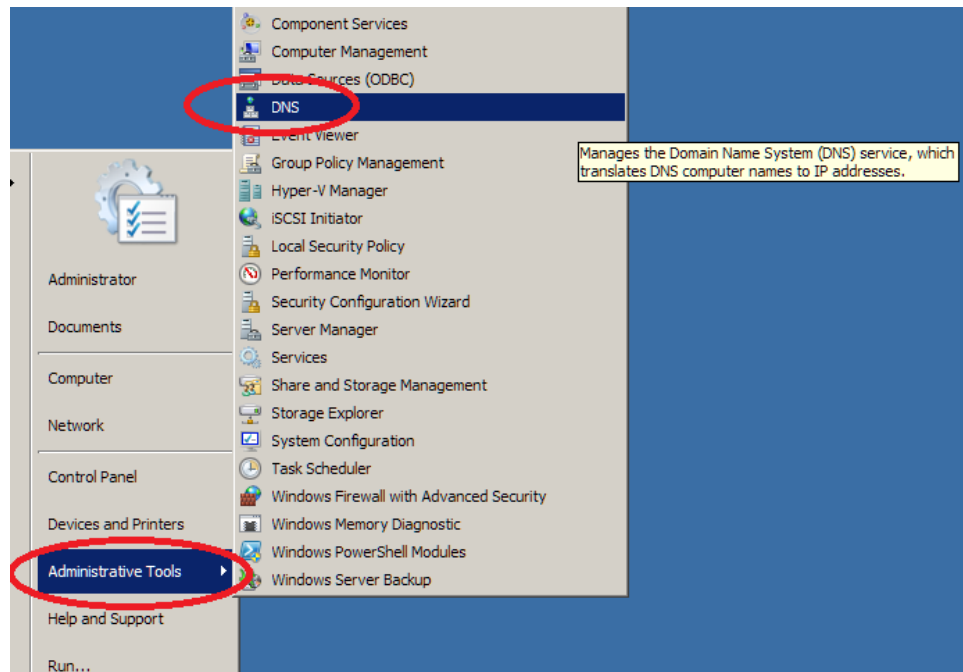 Component Services
Computer Management
Data Sources (ODBC)
DNS
Event Viewer
Manages the Domain Name System (DNS) service, which
translates DNS computer names to IP addresses.
Group Policy Management
Hyper-V Manager
iSCSI Initiator
Local Security Policy
Performance Monitor
Security Configuration Wizard
Server Manager
Services
Share and Storage Management
Storage Explorer
System Configuration
Task Scheduler
Windows Firewall with Advanced Security
Windows Memory Diagnostic
Windows PowerShell Modules
Windows Server Backup
Administrator
Documents
Computer
Network
Control Panel
Devices and Printers
Administrative Tools
Help and Support
Run...